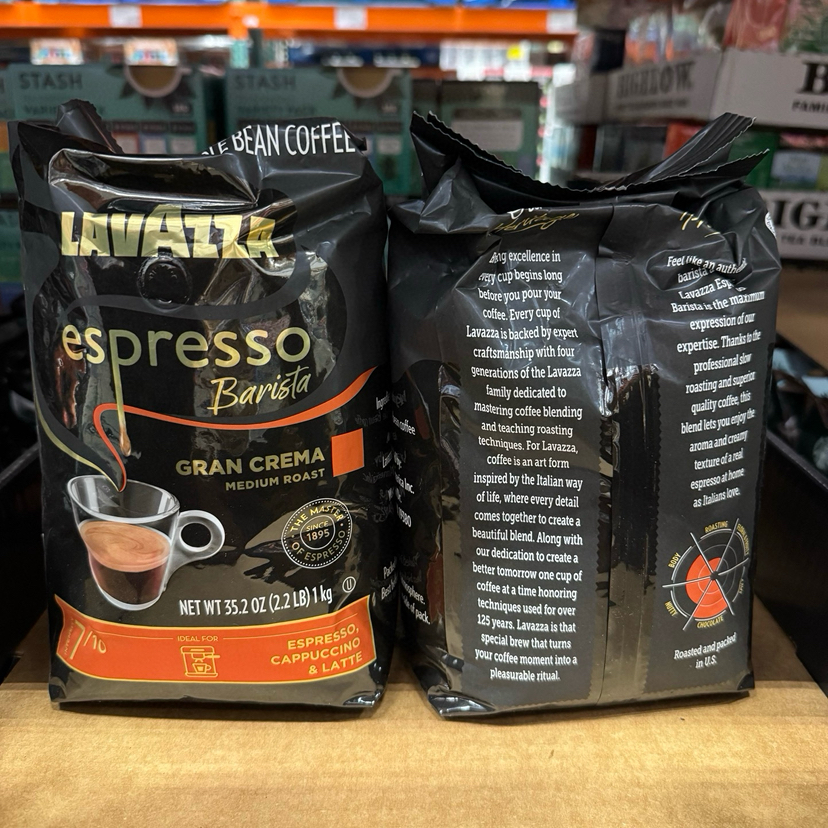 STASH
VARIETY PACK
BIGELOW
BEAN COFFEE
LAVAZZA
espresso
Barista
GRAN CREMA
MEDIUM ROAST
THE MASTER
OF ESPRESSO
SINCE
1895
NET WT 35.2 OZ (2.2 LB) 1 kg
7/10
IDEAL FOR
ESPRESSO,
CAPPUCCINO
& LATTE
coffee
Inc.
Heritage
excellence in
every cup begins long
before you pour your
coffee. Every cup of
Lavazza is backed by expert
craftsmanship with four
generations of the Lavazza
family dedicated to
mastering coffee blending
and teaching roasting
techniques. For Lavazza,
coffee is an art form
inspired by the Italian way
of life, where every detail
comes together to create a
beautiful blend. Along with
our dedication to create a
better tomorrow one cup of
coffee at a time honoring
techniques used for over
125 years. Lavazza is that
special brew that turns
your coffee moment into a
pleasurable ritual.
Feel like an
barista
Lavazza
Barista is the maximum
expression of our
expertise. Thanks to the
professional slow
roasting and superior
quality coffee, this
blend lets you enjoy the
aroma and creamy
texture of a real
espresso at home
as Italians love.
ROASTING
BODY
NUTTY
CHOCOLATE
Roasted and packed
in U.S.